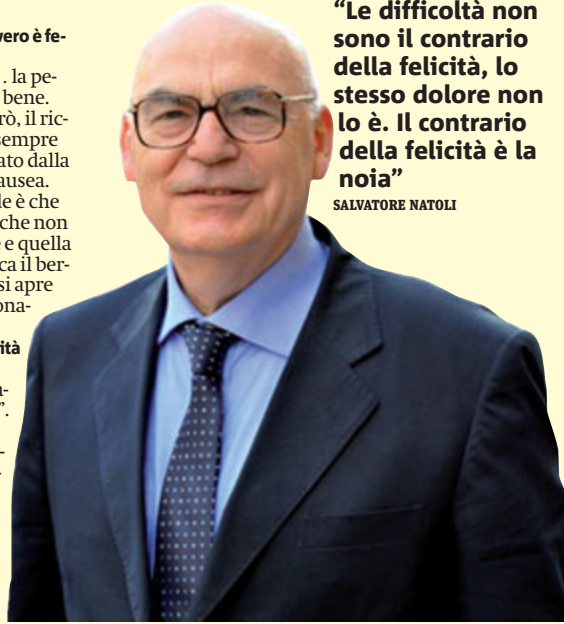 vero è fe-
. la pe-
bene.
rò, il ric-
sempre
ato dalla
ausea.
le è che
che non
e e quella
ca il ber-
si apre
ona-
ità
”.
“Le difficoltà non
sono il contrario
della felicità, lo
stesso dolore non
lo è. Il contrario
della felicità è la
noia”
SALVATORE NATOLI